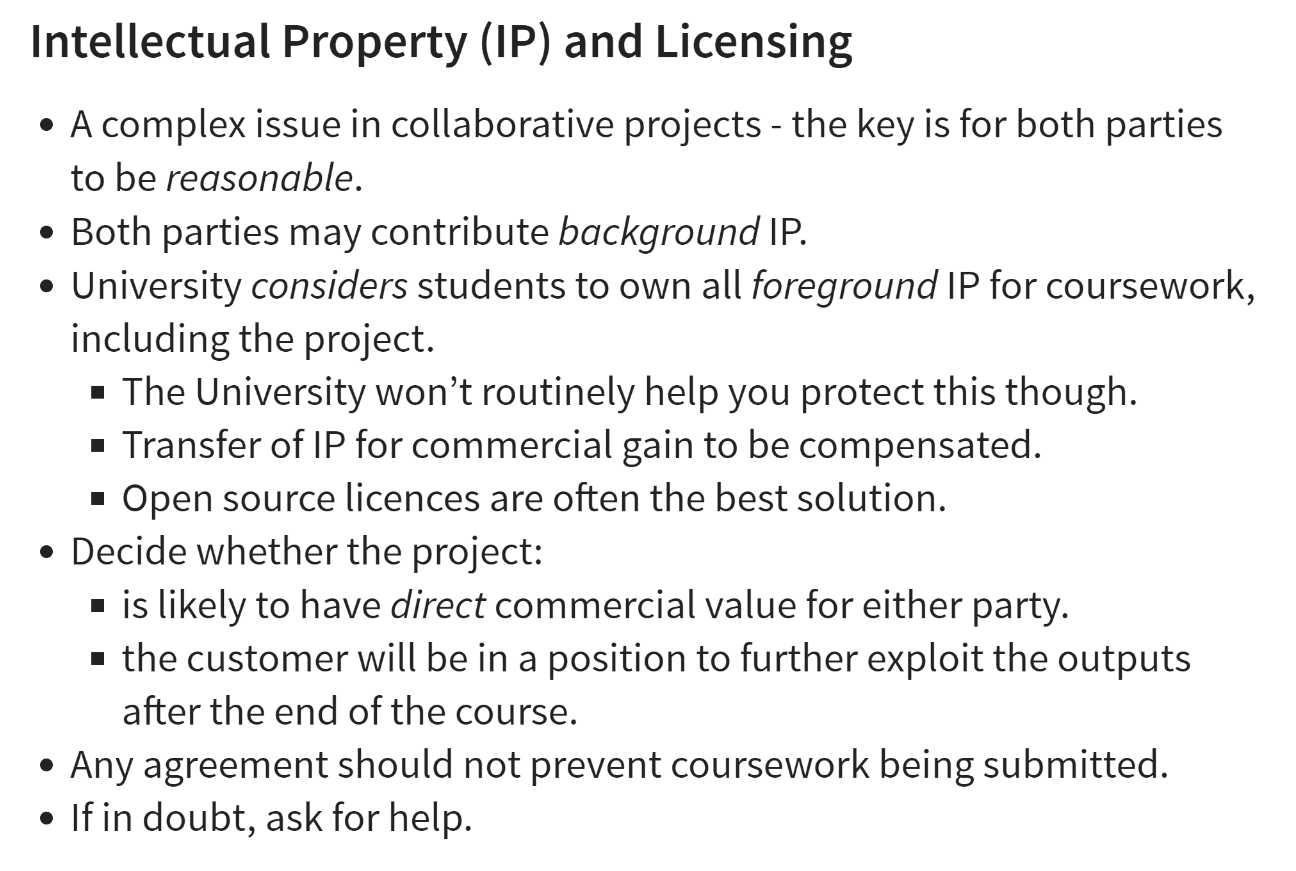 Intellectual Property (IP) and Licensing
• A complex issue in collaborative projects - the key is for both parties
to be reasonable.
• Both parties may contribute background IP.
• University considers students to own all foreground IP for coursework,
including the project.
▪ The University won’t routinely help you protect this though.
▪ Transfer of IP for commercial gain to be compensated.
▪ Open source licences are often the best solution.
• Decide whether the project:
▪ is likely to have direct commercial value for either party.
▪ the customer will be in a position to further exploit the outputs
after the end of the course.
• Any agreement should not prevent coursework being submitted.
• If in doubt, ask for help.